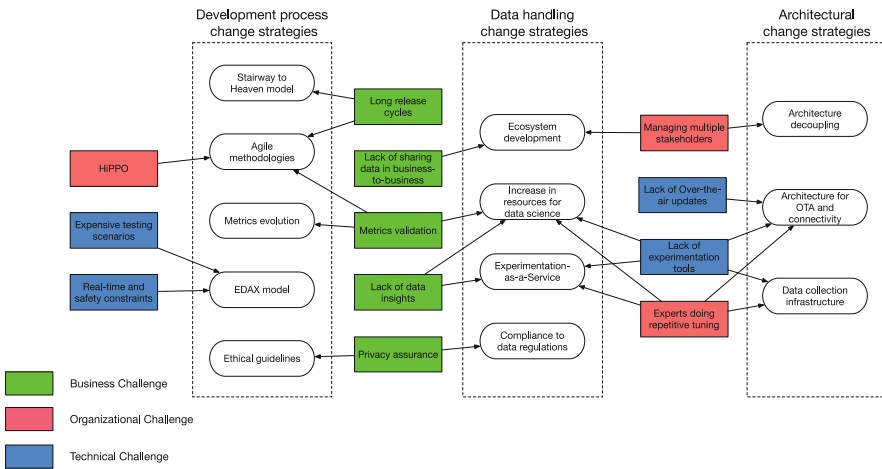 Development process
change strategies
Data handling
change strategies
Architectural
change strategies
Stairway to
Heaven model
Long release
cycles
Agile
methodologies
Ecosystem
development
Managing multiple
stakeholders
Architecture
decoupling
HiPPO
Lack of sharing
data in business-
to-business
Lack of Over-the-
air updates
Increase in
resources for
data science
Architecture for
OTA and
connectivity
Expensive testing
scenarios
Metrics evolution
Metrics validation
Lack of
experimentation
tools
Real-time and
safety constraints
EDAX model
Lack of data
insights
Experimentation-
as-a-Service
Data collection
infrastructure
Experts doing
repetitive tuning
Ethical guidelines
Privacy assurance
Compliance to
data regulations
Business Challenge
Organizational Challenge
Technical Challenge